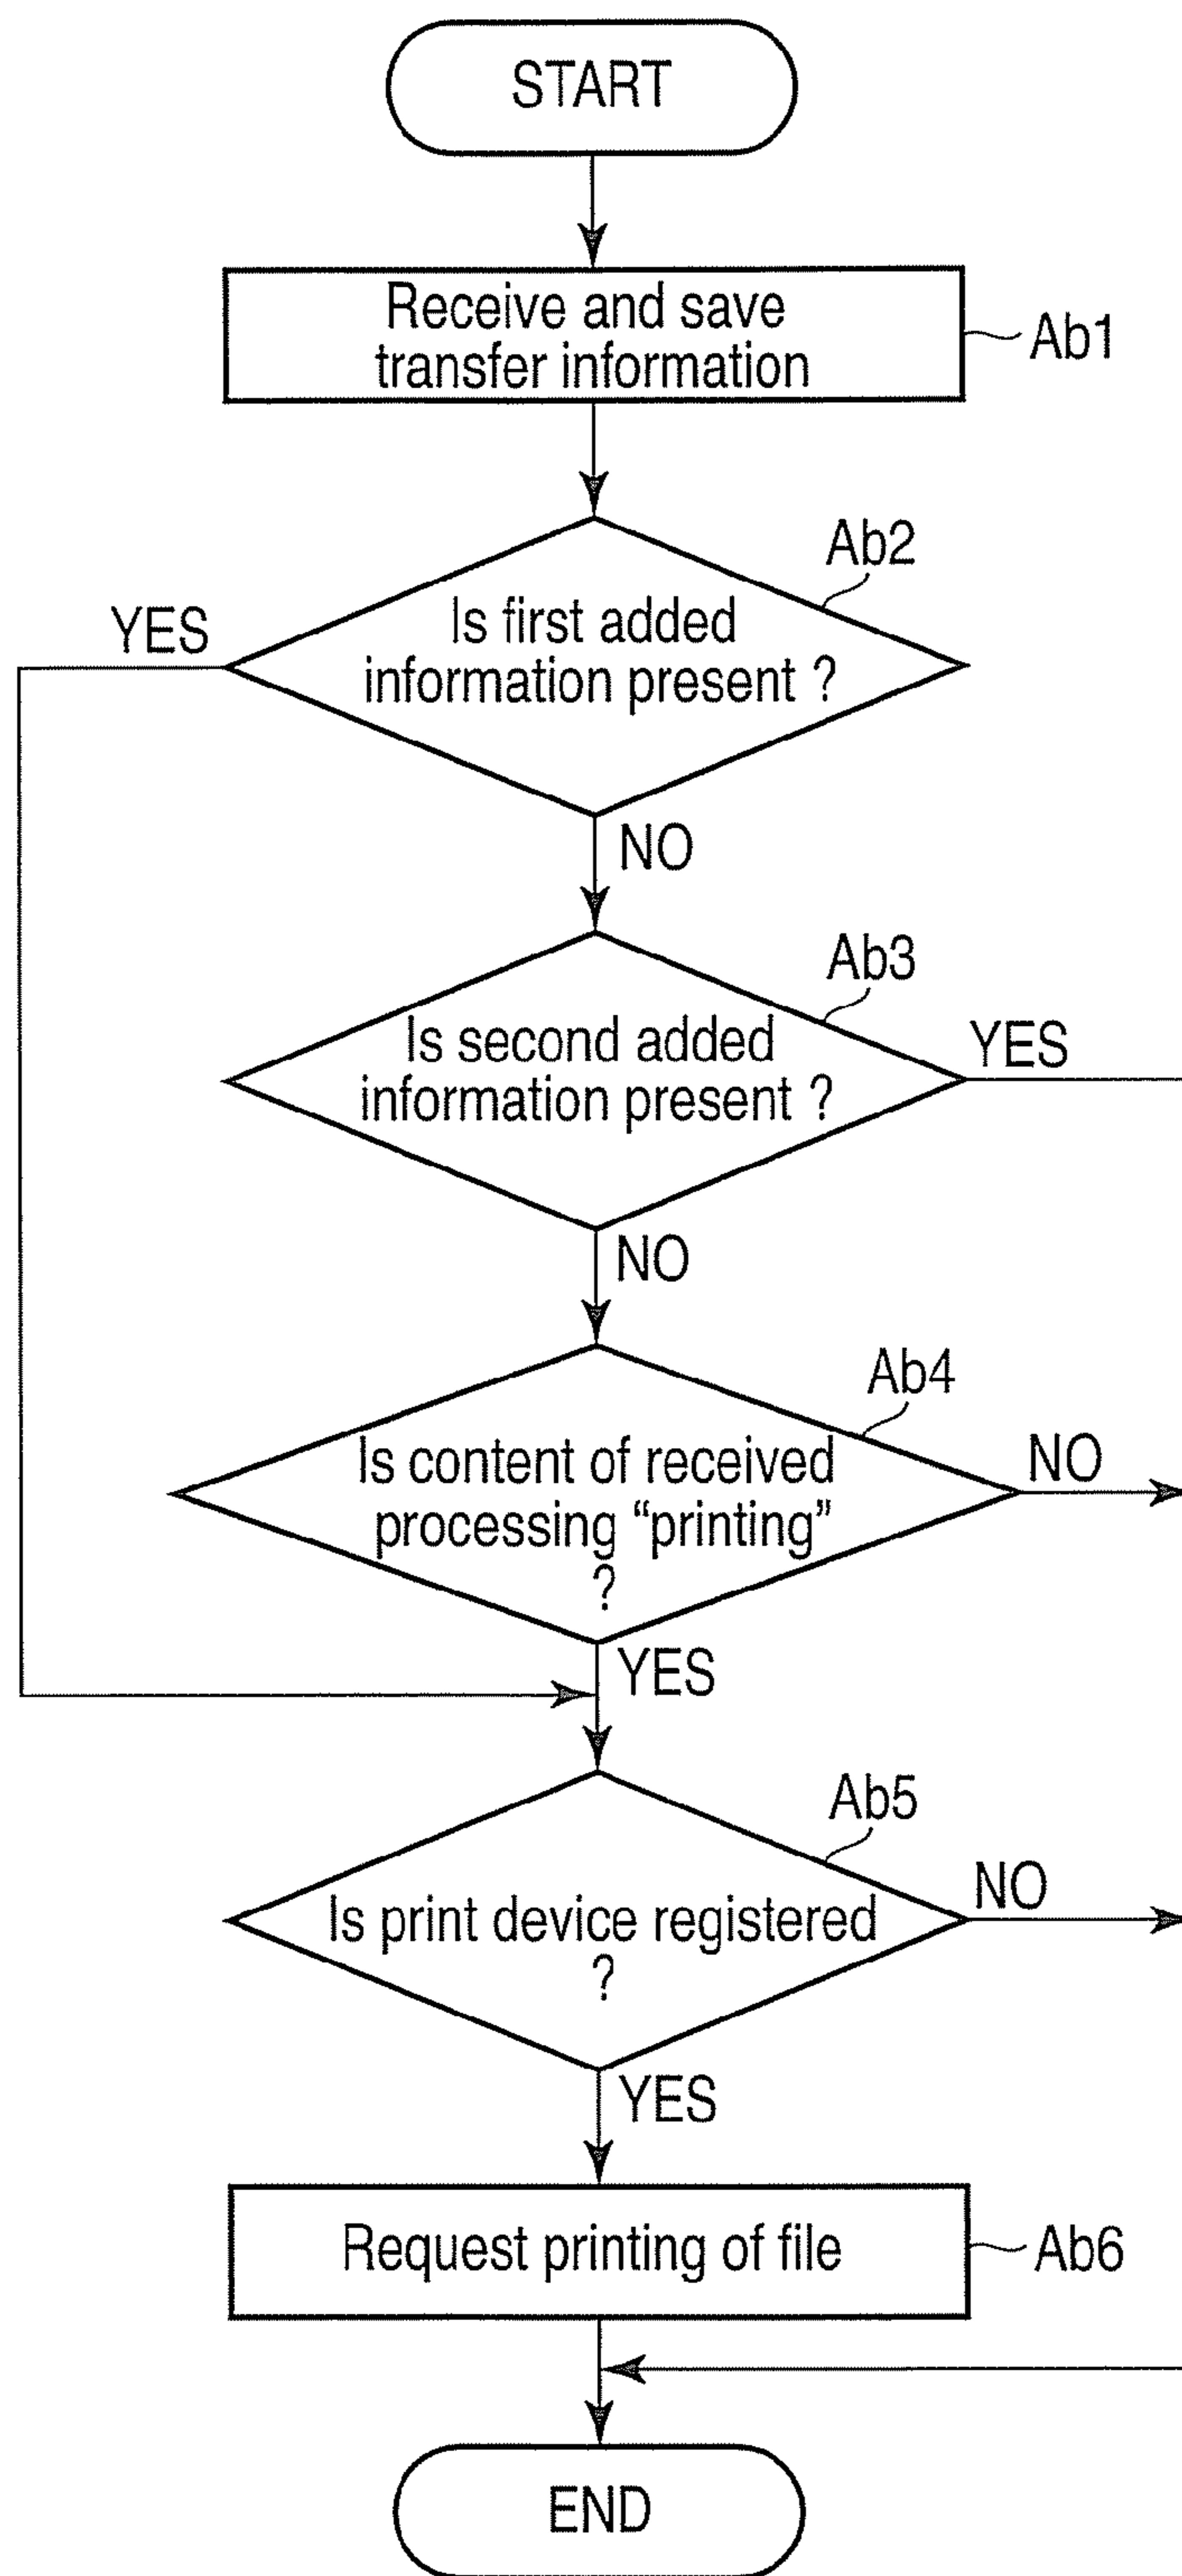 START
Receive and save
transfer information
Ab1
Ab2
Is first added
information present ?
YES
NO
Ab3
Is second added
information present ?
YES
NO
Ab4
Is content of received
processing “printing”
?
NO
YES
Ab5
Is print device registered
?
NO
YES
Request printing of file
Ab6
END